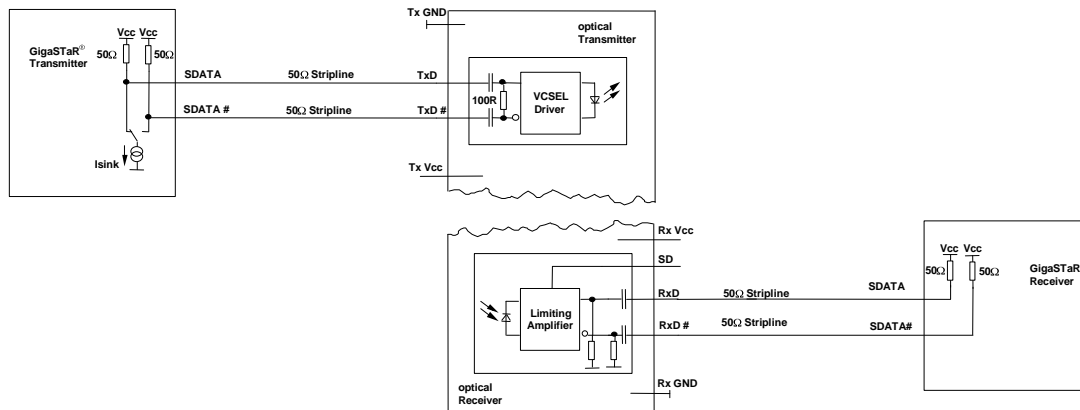 GigaSTaR®
Transmitter
Vcc Vcc
50Ω 50Ω
SDATA
50Ω Stripline
TxD
SDATA #
50Ω Stripline
TxD #
Isink
Tx GND
optical
Transmitter
100R
VCSEL
Driver
Tx Vcc
Rx Vcc
SD
Limiting
Amplifier
RxD
50Ω Stripline
SDATA
RxD #
50Ω Stripline
SDATA#
optical
Receiver
Rx GND
Vcc
Vcc
50Ω
50Ω
GigaSTaR
Receiver